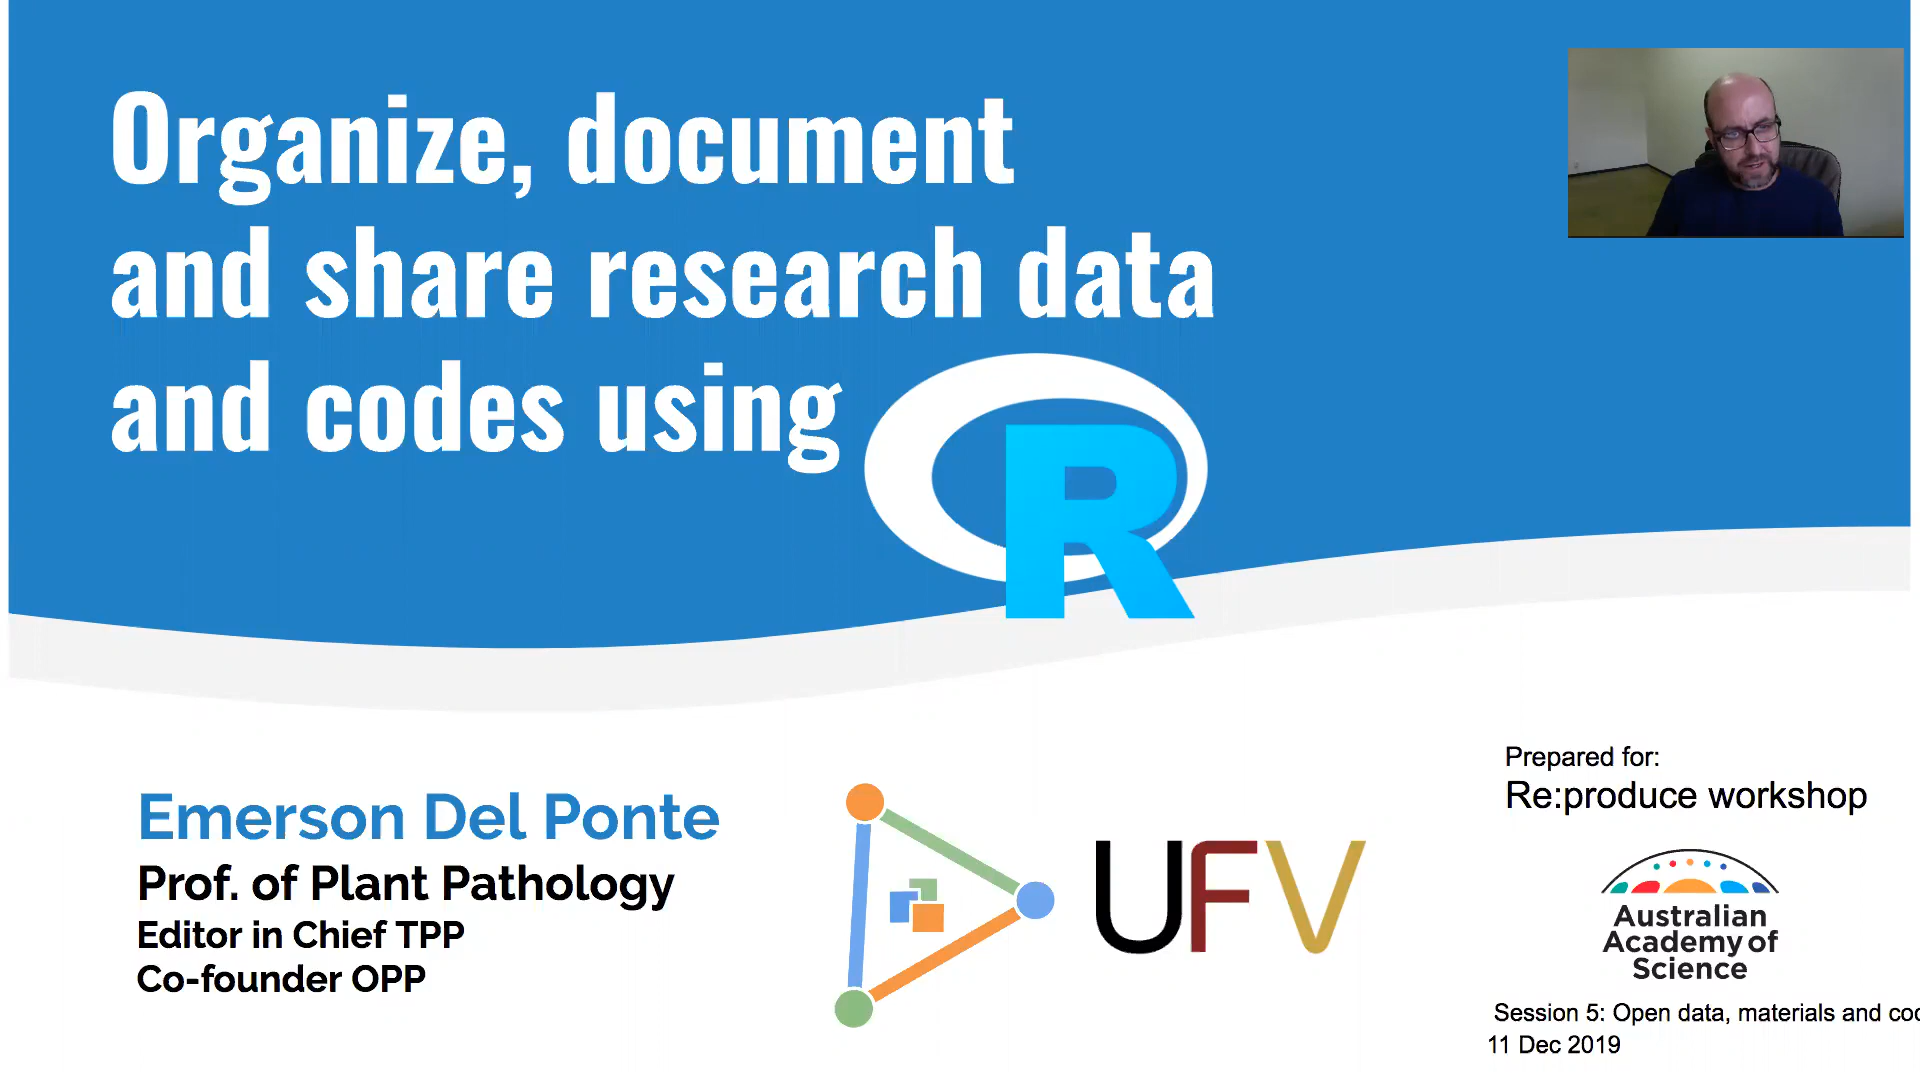 Organize, document
and share research data
and codes using
R
Emerson Del Ponte
Prof. of Plant Pathology
Editor in Chief TPP
Co-founder OPP
UFV
Prepared for:
Re:produce workshop
Australian
Academy of
Science
Session 5: Open data, materials and
11 Dec 2019